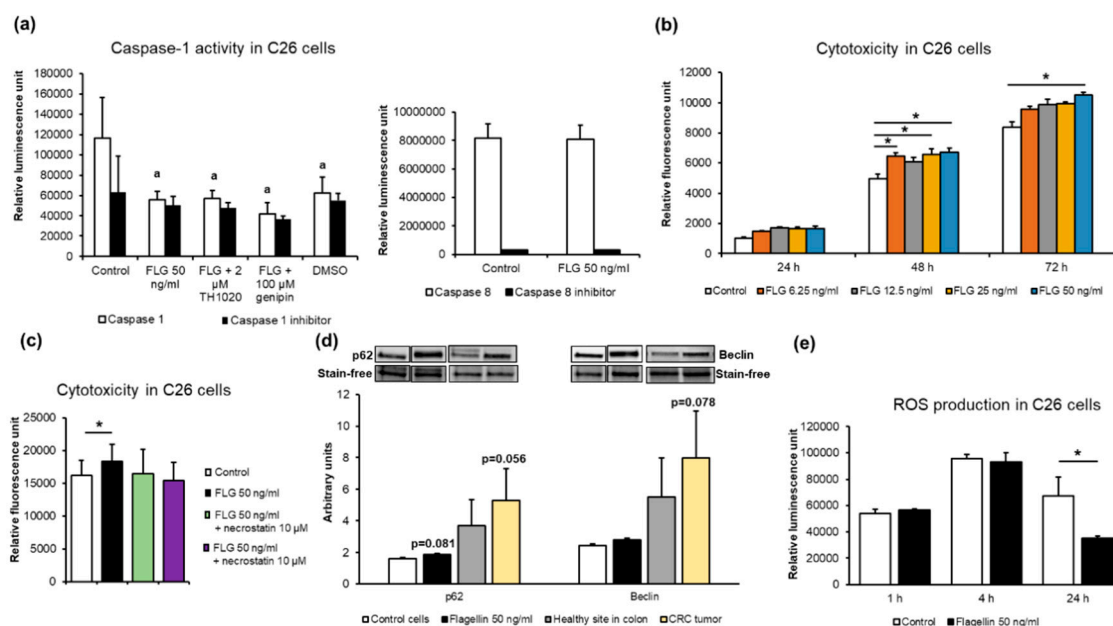 (a)
Caspase-1 activity in C26 cells
Relative luminescence unit
180000
160000
140000
120000
100000
80000
60000
40000
20000
0
a
a
a
a
Control
FLG 50 ng/ml
FLG + 2 µM TH1020
FLG + 100 µM genipin
DMSO
Caspase 1
Caspase 1 inhibitor
Relative luminescence unit
10000000
8000000
6000000
4000000
2000000
0
Control
FLG 50 ng/ml
Caspase 8
Caspase 8 inhibitor
(b)
Cytotoxicity in C26 cells
Relative fluorescence unit
12000
10000
8000
6000
4000
2000
0
*
*
*
*
24 h
48 h
72 h
Control
FLG 6.25 ng/ml
FLG 12.5 ng/ml
FLG 25 ng/ml
FLG 50 ng/ml
(c)
Cytotoxicity in C26 cells
Relative fluorescence unit
25000
20000
15000
10000
5000
0
*
Control
FLG 50 ng/ml
FLG 50 ng/ml
+ necrostatin 10 µM
FLG 50 ng/ml
+ necrostatin 10 µM
(d)
p62
Stain-free
Beclin
Stain-free
Arbitrary units
12
10
8
6
4
2
0
p=0.081
p=0.056
p=0.078
p62
Beclin
Control cells
Flagellin 50 ng/ml
Healthy site in colon
CRC tumor
(e)
ROS production in C26 cells
Relative luminescence unit
120000
100000
80000
60000
40000
20000
0
*
1 h
4 h
24 h
Control
Flagellin 50 ng/ml